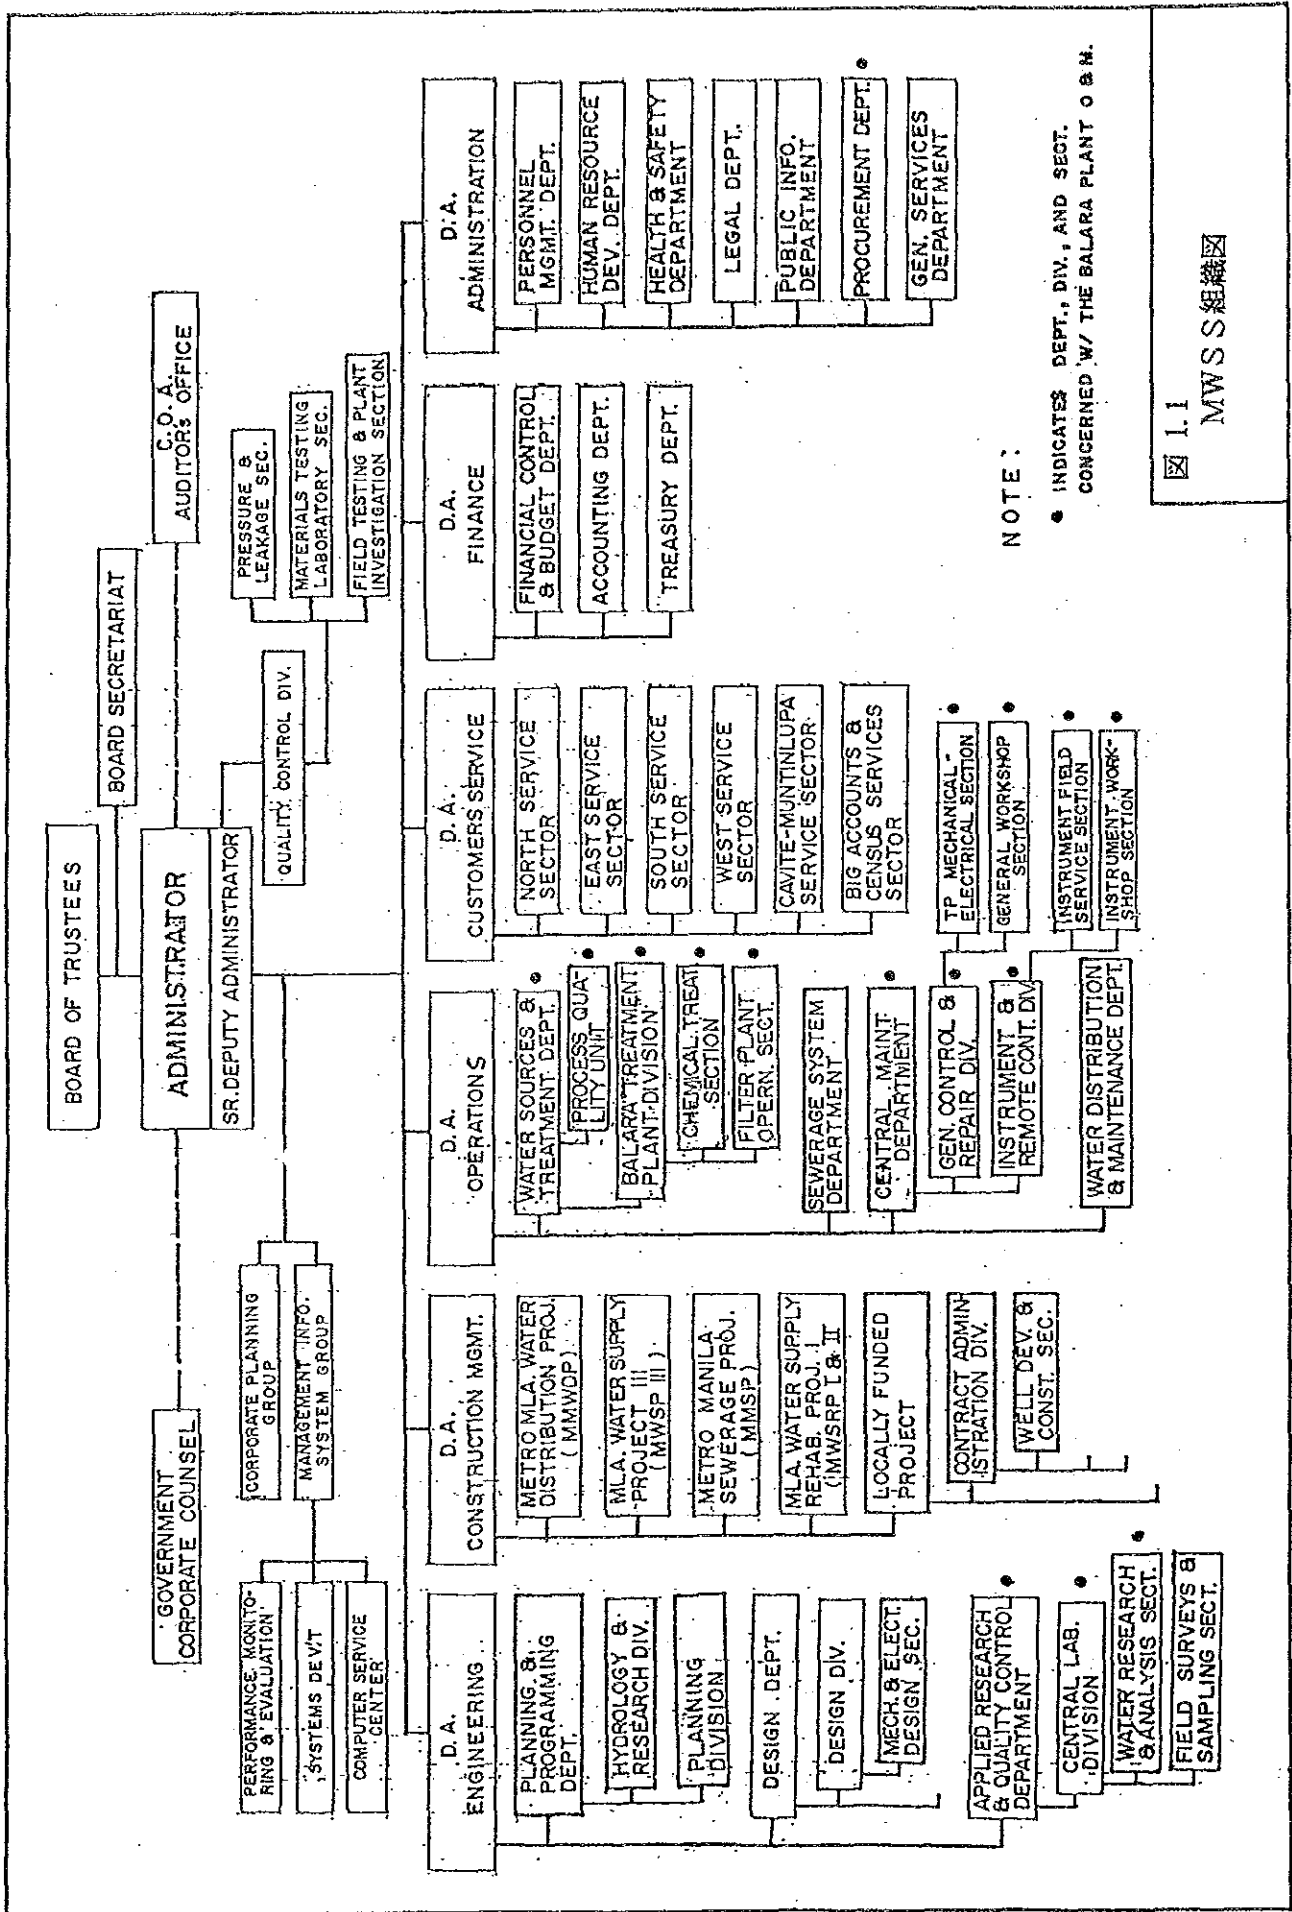 BOARD OF TRUSTEES
BOARD SECRETARIAT
GOVERNMENT
CORPORATE COUNSEL
ADMINISTRATOR
C.O.A.
AUDITOR'S OFFICE
SR. DEPUTY ADMINISTRATOR
CORPORATE PLANNING
GROUP
MANAGEMENT INFO.
SYSTEM GROUP
PERFORMANCE MONITO-
RING & EVALUATION
SYSTEMS DEV'T
COMPUTER SERVICE
CENTER
QUALITY CONTROL DIV.
PRESSURE &
LEAKAGE SEC.
MATERIALS TESTING
LABORATORY SEC.
FIELD TESTING & PLANT
INVESTIGATION SECTION
D.A.
ENGINEERING
PLANNING &
PROGRAMMING
DEPT.
HYDROLOGY &
RESEARCH DIV.
PLANNING
DIVISION
DESIGN DEPT.
DESIGN DIV.
MECH. & ELECT.
DESIGN SEC.
APPLIED RESEARCH
& QUALITY CONTROL
DEPARTMENT
●
CENTRAL LAB.
DIVISION
●
WATER RESEARCH
& ANALYSIS SECT.
●
FIELD SURVEYS &
SAMPLING SECT.
D.A.
CONSTRUCTION MGMT.
METRO MLA. WATER
DISTRIBUTION PROJ.
(MMWDP)
MLA. WATER SUPPLY
PROJECT III
(MWSP III)
METRO MANILA
SEWERAGE PROJ.
(MMSP)
MLA. WATER SUPPLY
REHAB. PROJ. I
(MWSRP I & II
LOCALLY FUNDED
PROJECT
CONTRACT ADMIN-
ISTRATION DIV.
WELL DEV. &
CONST. SEC.
D.A.
OPERATIONS
WATER SOURCES &
TREATMENT DEPT.
●
PROCESS QUA-
LITY UNIT
●
BALARA TREATMENT
PLANT DIVISION
●
CHEMICAL TREAT
SECTION
●
FILTER PLANT
OPERN. SECT.
●
SEWERAGE SYSTEM
DEPARTMENT
CENTRAL MAINT.
DEPARTMENT
●
GEN. CONTROL &
REPAIR DIV.
●
INSTRUMENT &
REMOTE CONT. DIV.
●
WATER DISTRIBUTION
& MAINTENANCE DEPT.
TP MECHANICAL-
ELECTRICAL SECTION
●
GENERAL WORKSHOP
SECTION
●
INSTRUMENT FIELD
SERVICE SECTION
●
INSTRUMENT WORK-
SHOP SECTION
●
D.A.
CUSTOMERS SERVICE
NORTH SERVICE
SECTOR
EAST SERVICE
SECTOR
SOUTH SERVICE
SECTOR
WEST SERVICE
SECTOR
CAVITE-MUNTINLUPA
SERVICE SECTOR
BIG ACCOUNTS &
CENSUS SERVICES
SECTOR
D.A.
FINANCE
FINANCIAL CONTROL
& BUDGET DEPT.
ACCOUNTING DEPT.
TREASURY DEPT.
D.A.
ADMINISTRATION
PERSONNEL
MGMT. DEPT.
HUMAN RESOURCE
DEV. DEPT.
HEALTH & SAFETY
DEPARTMENT
LEGAL DEPT.
PUBLIC INFO.
DEPARTMENT
PROCUREMENT DEPT.
●
GEN. SERVICES
DEPARTMENT
NOTE :
● INDICATES DEPT., DIV., AND SECT.
CONCERNED W/ THE BALARA PLANT O & M.
図 1.1
MWSS組織図